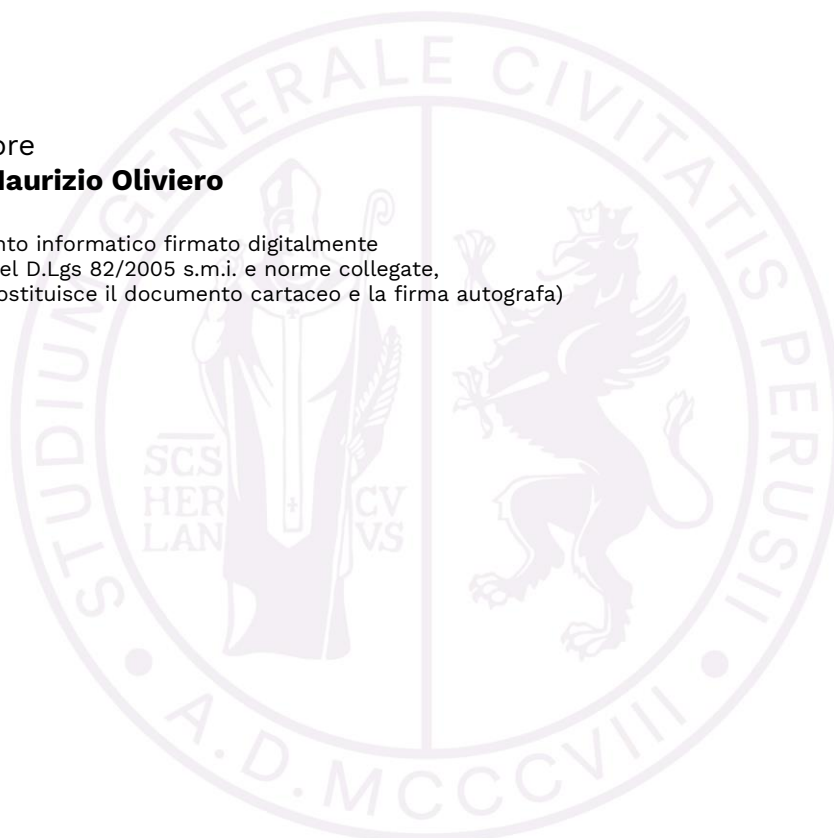 ore
Maurizio Oliviero
nto informatico firmato digitalmente
el D.Lgs 82/2005 s.m.i. e norme collegate,
ostituisce il documento cartaceo e la firma autografa)
STUDIUM GENERALE CIVITATIS PERUSII
SCS
HER CV
LAN VS
A.D. MCCCVIII